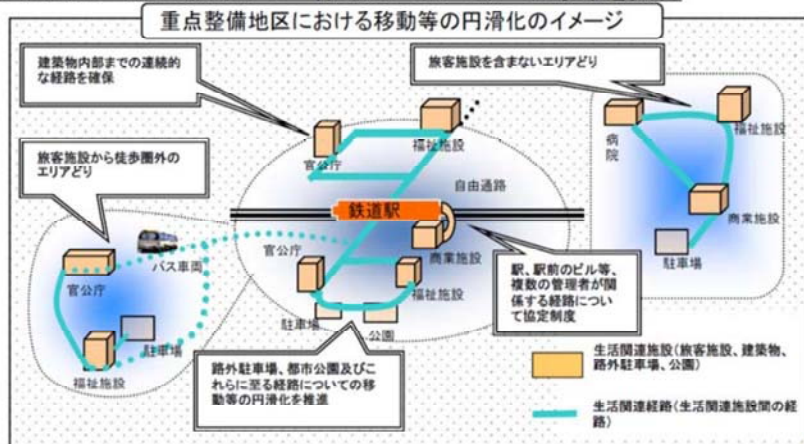 重点整備地区における移動等の円滑化のイメージ
建築物内部までの連続的
な経路を確保
旅客施設を含まないエリアどり
官公庁
福祉施設
病院
福祉施設
旅客施設から徒歩圏外の
エリアどり
自由通路
鉄道駅
商業施設
駐車場
バス車両
官公庁
官公庁
商業施設
福祉施設
駅、駅前のビル等、
複数の管理者が関
係する経路につい
て協定制度
駐車場
公園
駐車場
福祉施設
路外駐車場、都市公園及びこ
れらに至る経路についての移
動等の円滑化を推進
生活関連施設(旅客施設、建築物、
路外駐車場、公園)
生活関連経路(生活関連施設間の経
路)